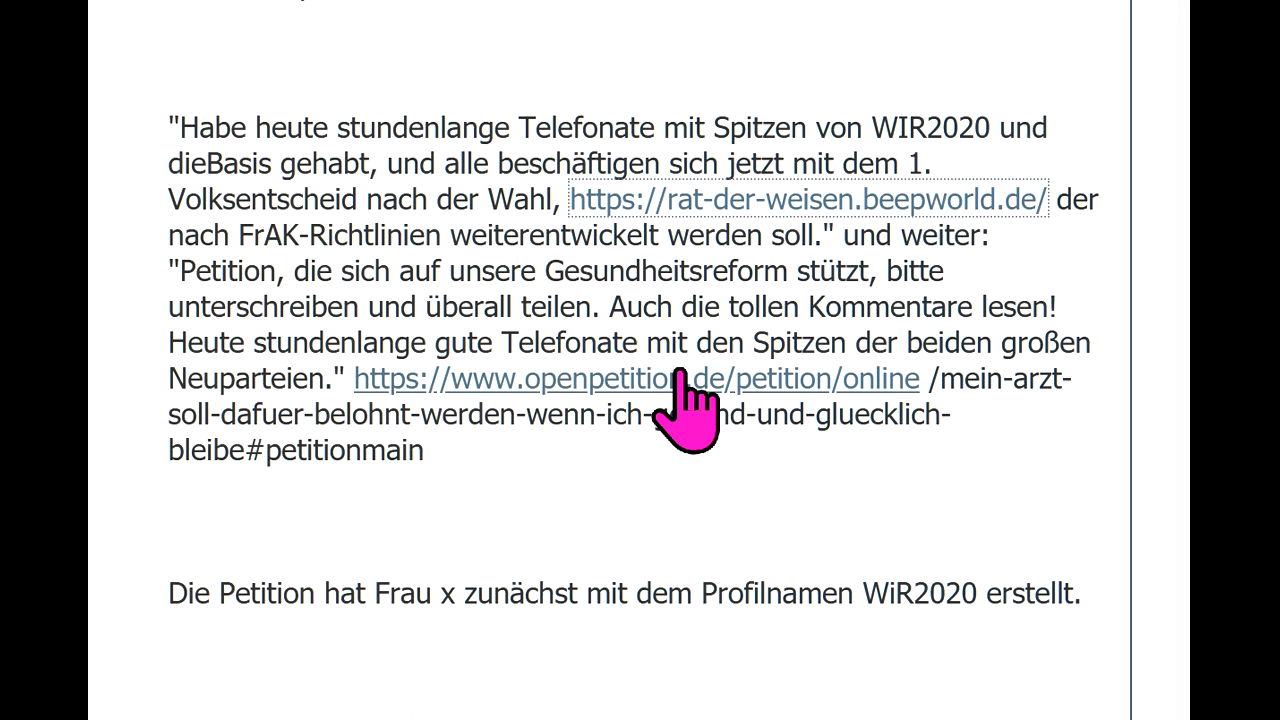 "Habe heute stundenlange Telefonate mit Spitzen von WIR2020 und
dieBasis gehabt, und alle beschäftigen sich jetzt mit dem 1.
Volksentscheid nach der Wahl, https://rat-der-weisen.beepworld.de/ der
nach FrAK-Richtlinien weiterentwickelt werden soll." und weiter:
"Petition, die sich auf unsere Gesundheitsreform stützt, bitte
unterschreiben und überall teilen. Auch die tollen Kommentare lesen!
Heute stundenlange gute Telefonate mit den Spitzen der beiden großen
Neuparteien." https://www.openpetition.de/petition/online /mein-arzt-
soll-dafuer-belohnt-werden-wenn-ich-gesund-und-gluecklich-
bleibe#petitionmain
Die Petition hat Frau x zunächst mit dem Profilnamen WiR2020 erstellt.